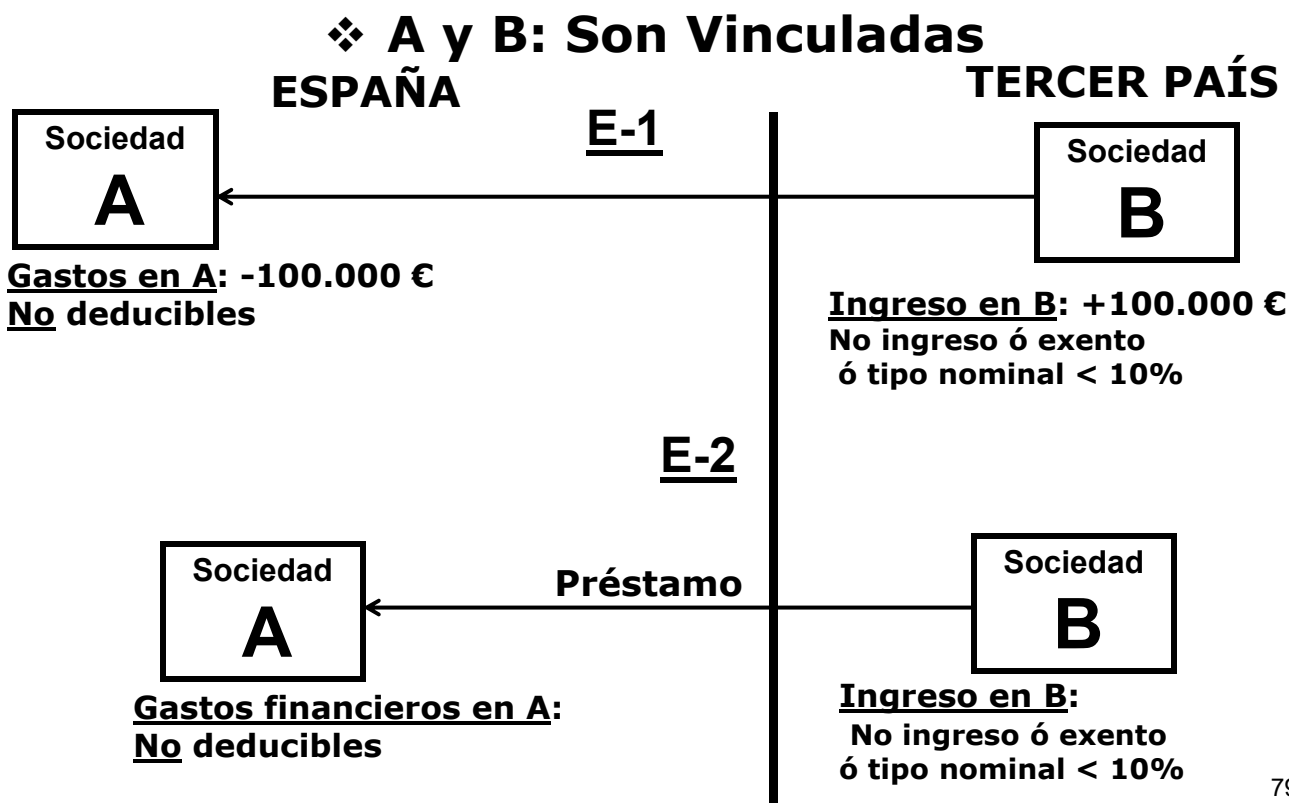 ❖ A y B: Son Vinculadas
ESPAÑA
TERCER PAÍS
E-1
Sociedad
A
Sociedad
B
Gastos en A: -100.000 €
No deducibles
Ingreso en B: +100.000 €
No ingreso ó exento
ó tipo nominal < 10%
E-2
Sociedad
A
Préstamo
Sociedad
B
Gastos financieros en A:
No deducibles
Ingreso en B:
No ingreso ó exento
ó tipo nominal < 10%
79